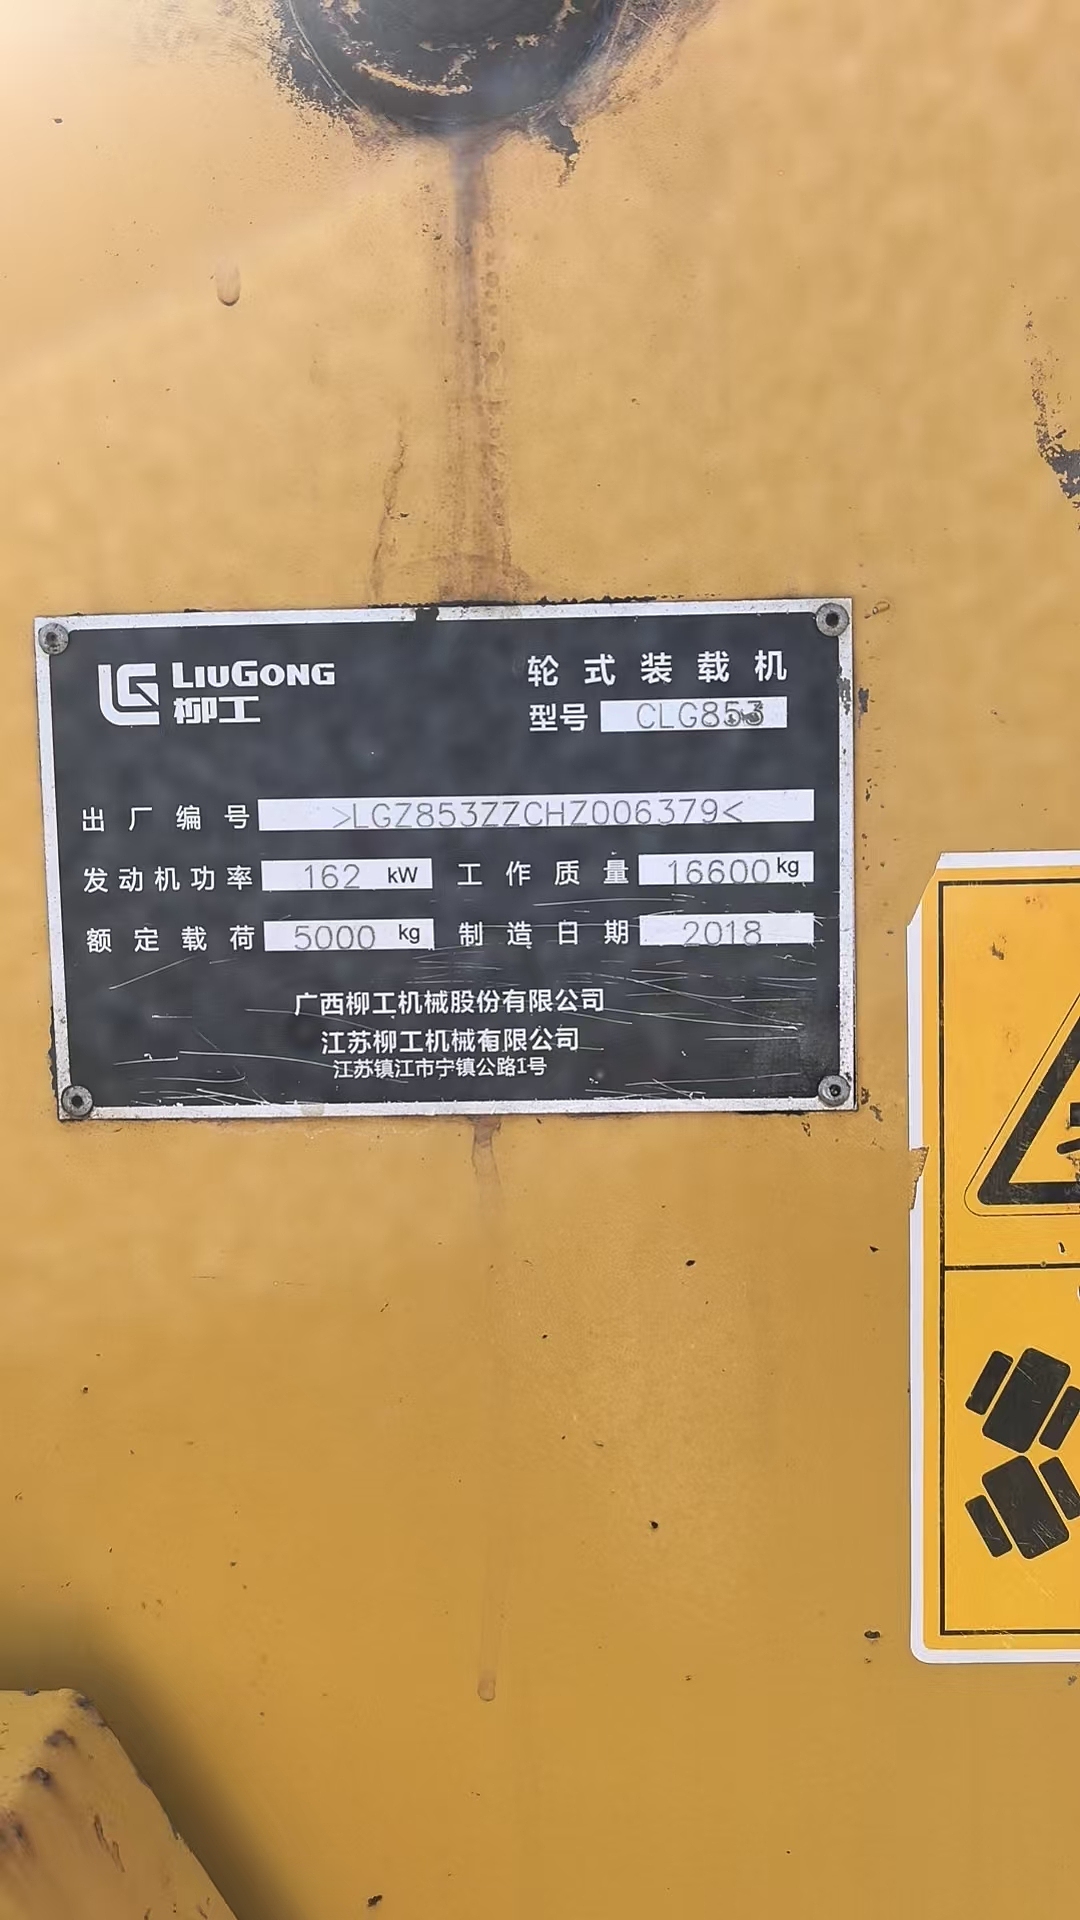 LIUGONG
柳工
轮式装载机
型号 CLG853
出厂编号 >LGZ853ZZCHZ006379<
发动机功率 162 kW 工作质量 16600 kg
额定载荷 5000 kg 制造日期 2018
广西柳工机械股份有限公司
江苏柳工机械有限公司
江苏镇江市宁镇公路1号